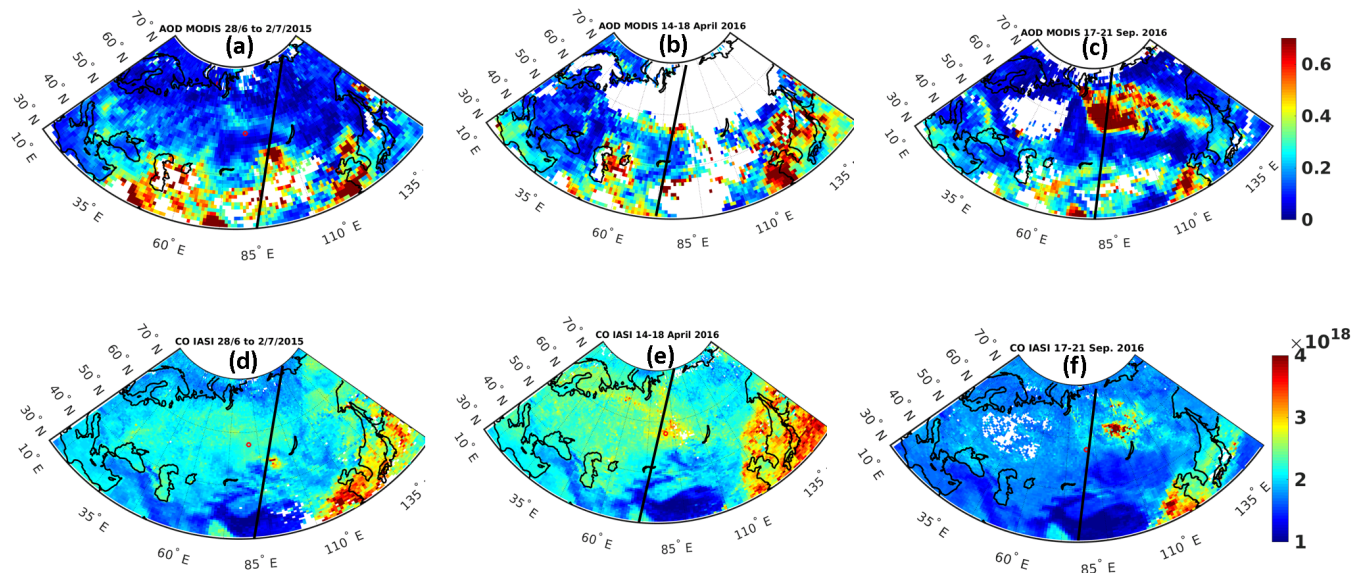 AOD MODIS 28/6 to 2/7/2015
(a)
70° N
60° N
50° N
40° N
30° N
10° E
35° E
60° E
85° E
110° E
135°
AOD MODIS 14-18 April 2016
(b)
70° N
60° N
50° N
40° N
30° N
10° E
35° E
60° E
85° E
110° E
135°
AOD MODIS 17-21 Sep. 2016
(c)
70° N
60° N
50° N
40° N
30° N
10° E
35° E
60° E
85° E
110° E
135°
0.6
0.4
0.2
0
CO IASI 28/6 to 2/7/2015
(d)
70° N
60° N
50° N
40° N
30° N
10° E
35° E
60° E
85° E
110° E
135°
CO IASI 14-18 April 2016
(e)
70° N
60° N
50° N
40° N
30° N
10° E
35° E
60° E
85° E
110° E
135
CO IASI 17-21 Sep. 2016
(f)
70° N
60° N
50° N
40° N
30° N
10° E
35° E
60° E
85° E
110° E
135°
×10¹⁸
4
3
2
1